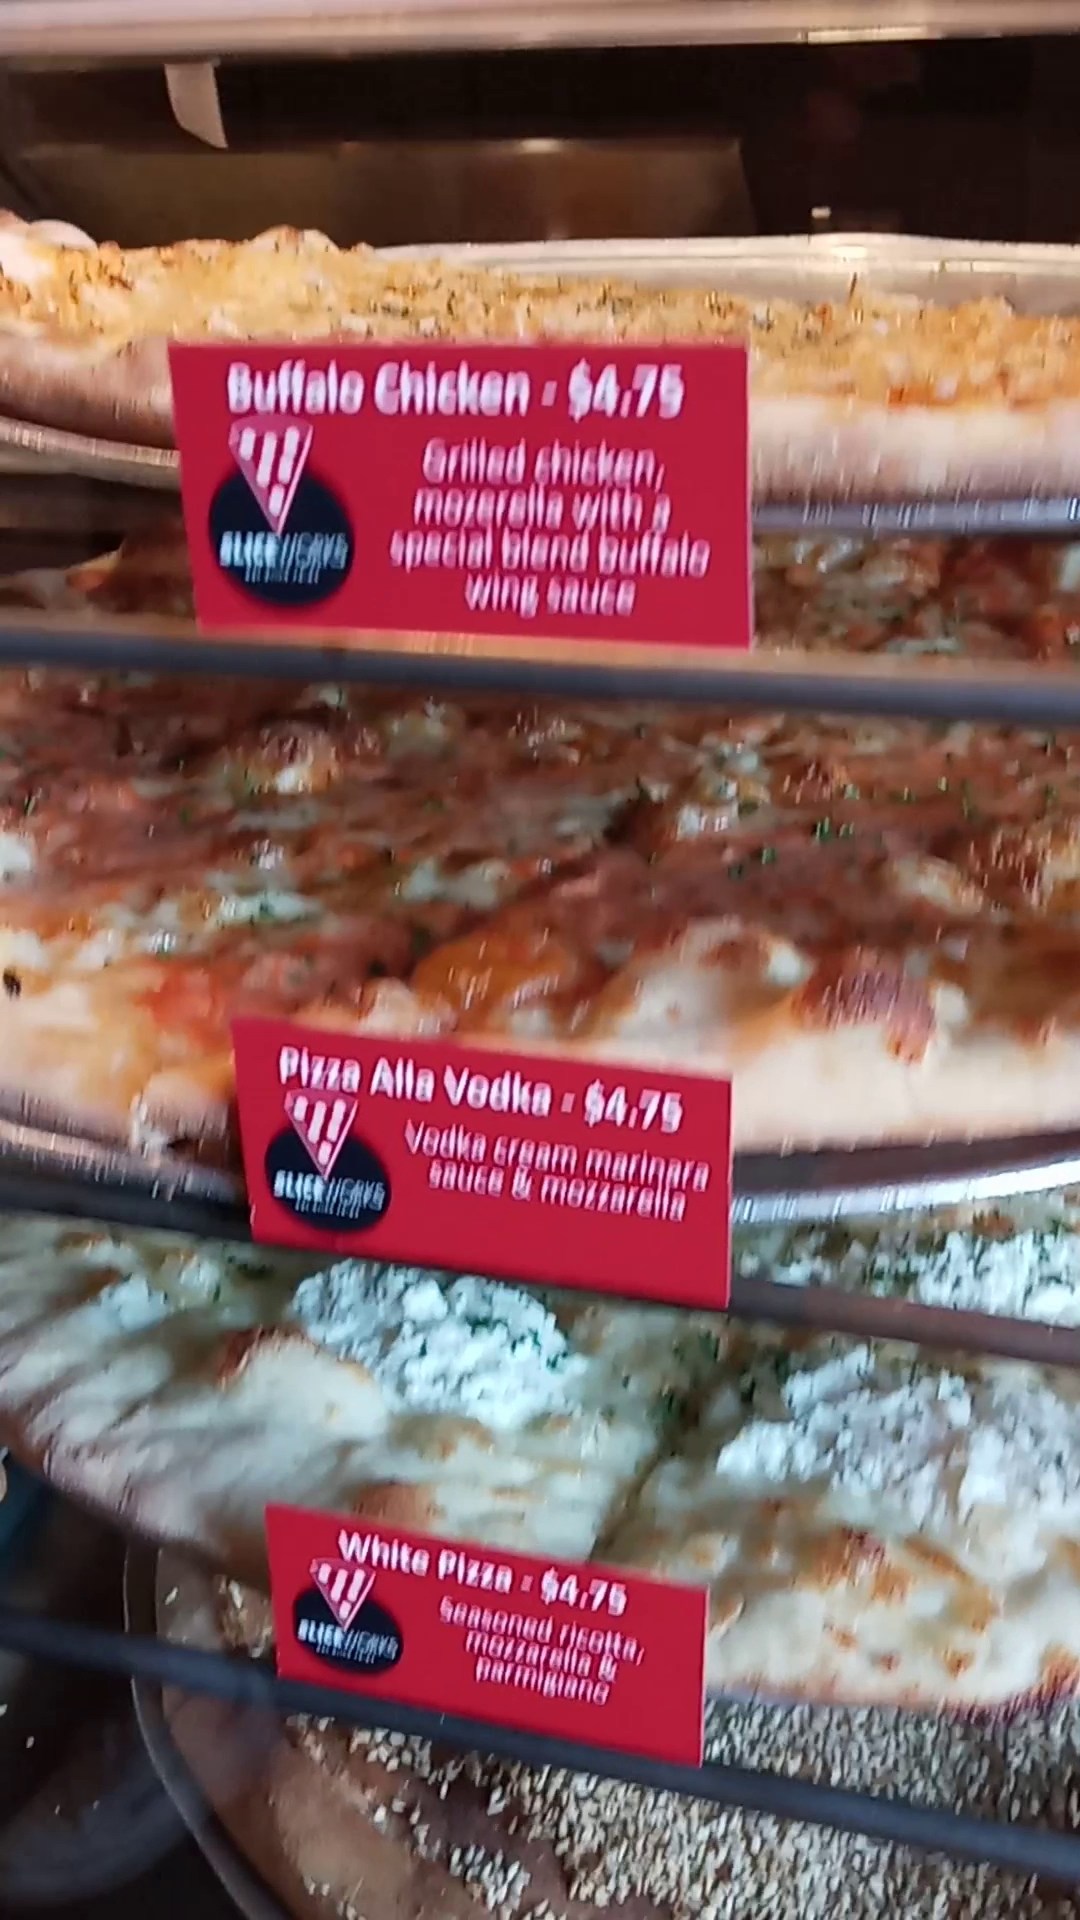 Buffalo Chicken - $4.75
Grilled chicken,
mozerella with a
special blend buffalo
wing sauce
Pizza Alla Vodka - $4.75
Vodka cream marinara
sauce & mozzarella
White Pizza - $4.75
Seasoned ricotta,
mozzarella &
parmigiano